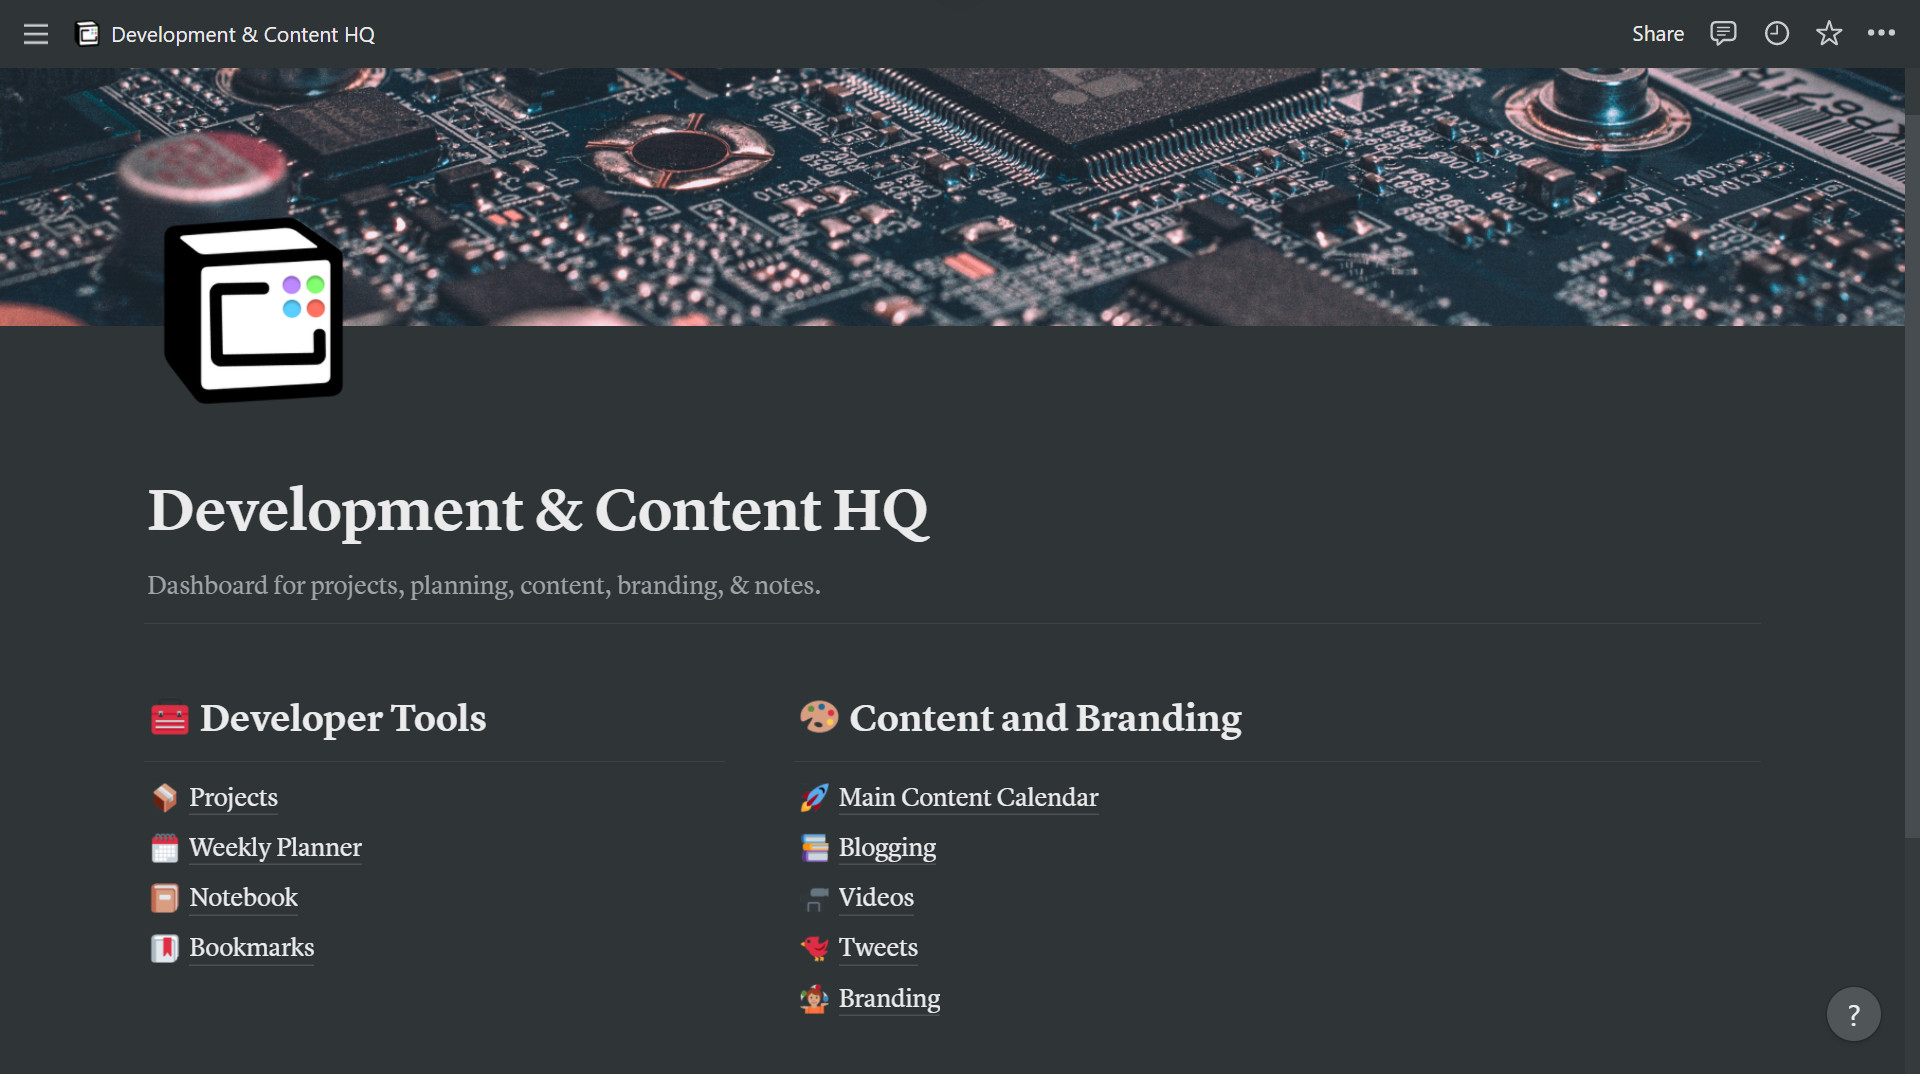 Development & Content HQ
Share
Development & Content HQ
Dashboard for projects, planning, content, branding, & notes.
Developer Tools
Projects
Weekly Planner
Notebook
Bookmarks
Content and Branding
Main Content Calendar
Blogging
Videos
Tweets
Branding
?